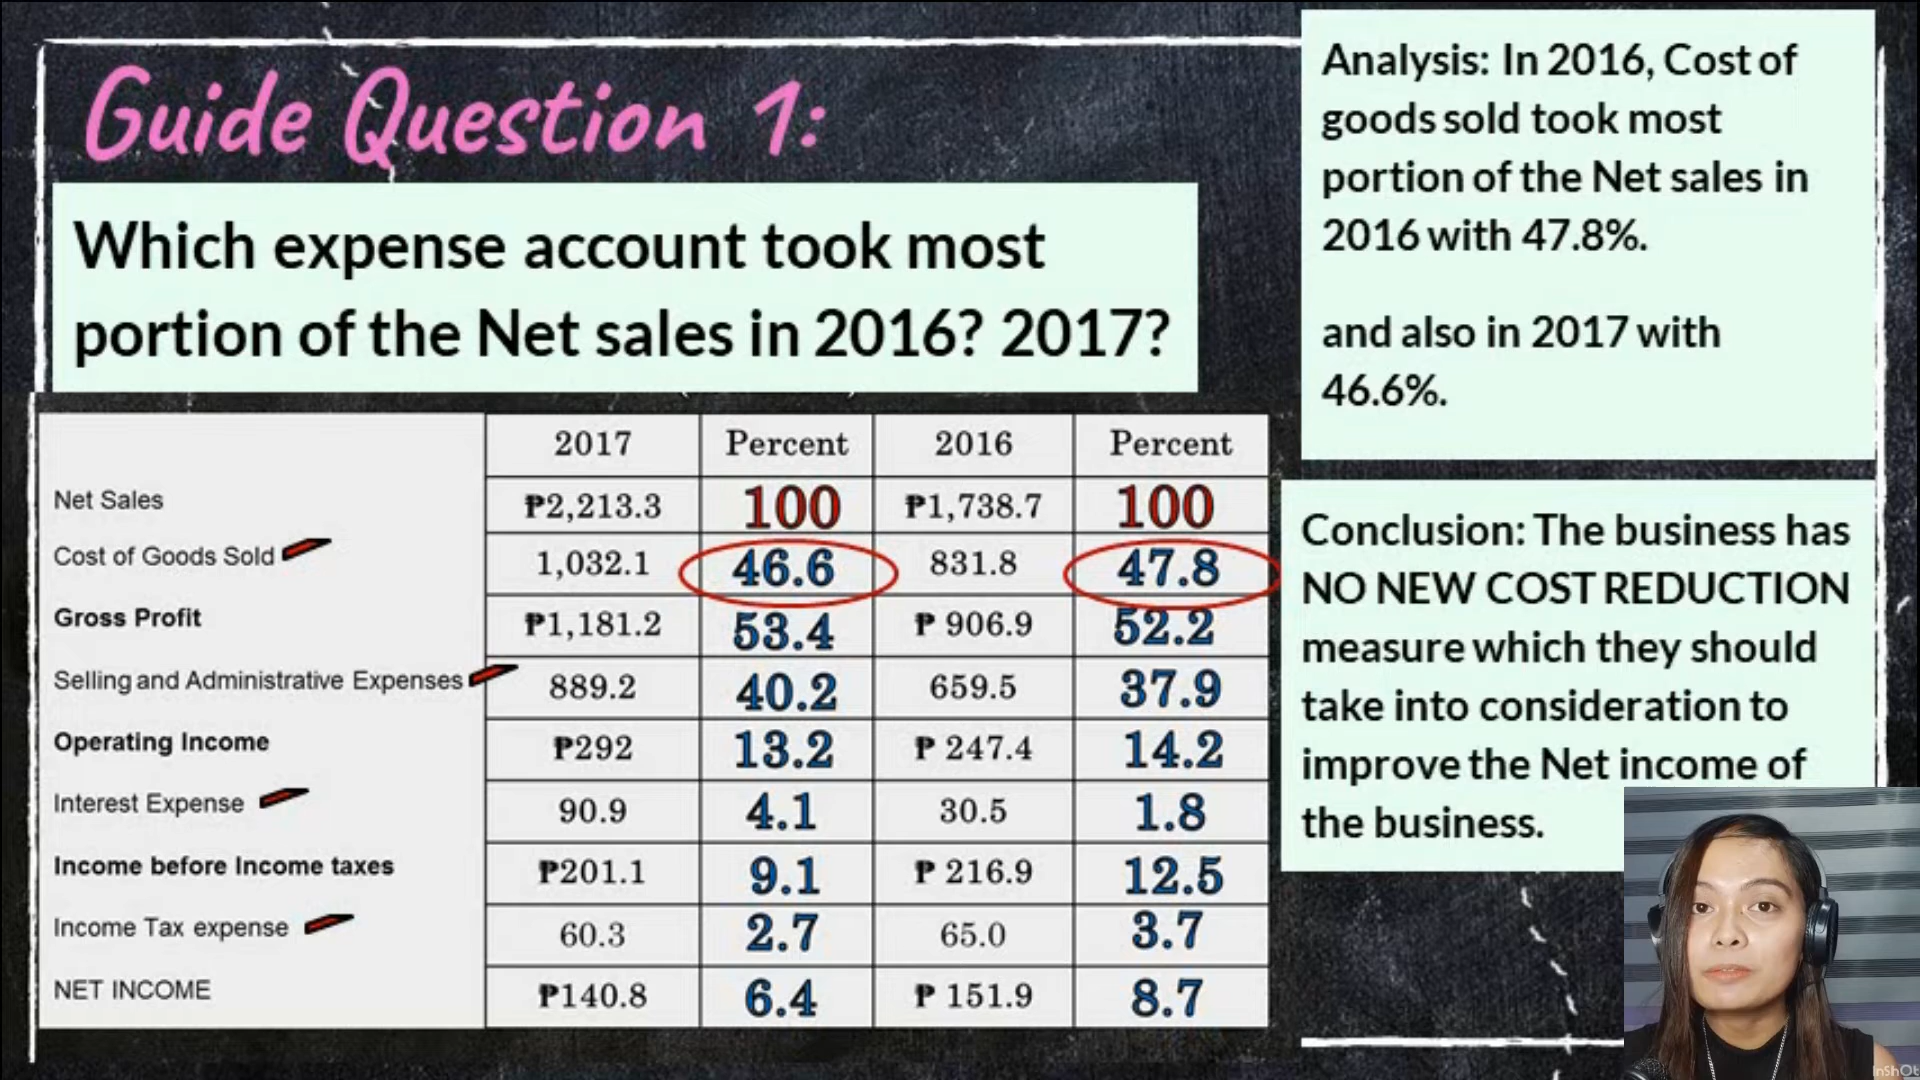 Guide Question 1:
Which expense account took most
portion of the Net sales in 2016? 2017?
2017 Percent 2016 Percent
Net Sales ₱2,213.3 100 ₱1,738.7 100
Cost of Goods Sold 1,032.1 46.6 831.8 47.8
Gross Profit ₱1,181.2 53.4 ₱ 906.9 52.2
Selling and Administrative Expenses 889.2 40.2 659.5 37.9
Operating Income ₱292 13.2 ₱ 247.4 14.2
Interest Expense 90.9 4.1 30.5 1.8
Income before Income taxes ₱201.1 9.1 ₱ 216.9 12.5
Income Tax expense 60.3 2.7 65.0 3.7
NET INCOME ₱140.8 6.4 ₱ 151.9 8.7
Analysis: In 2016, Cost of
goods sold took most
portion of the Net sales in
2016 with 47.8%.
and also in 2017 with
46.6%.
Conclusion: The business has
NO NEW COST REDUCTION
measure which they should
take into consideration to
improve the Net income of
the business.
InShOt